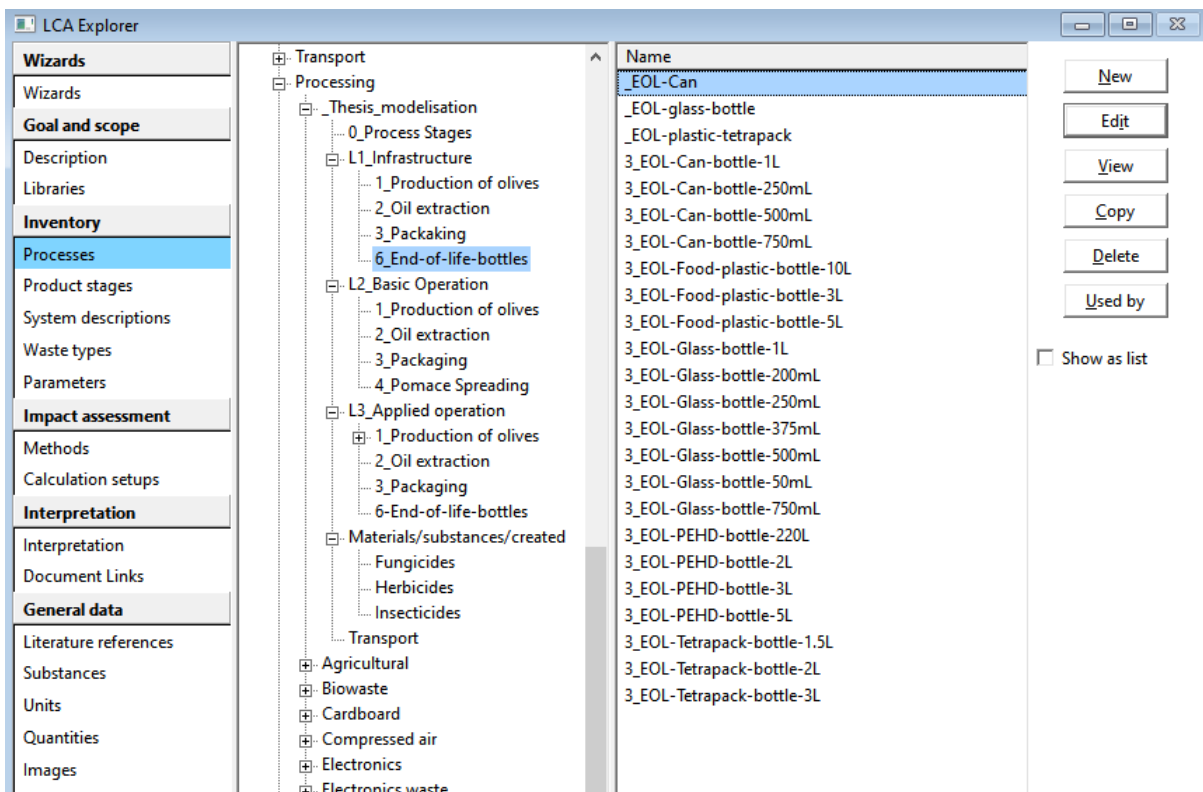 LCA Explorer
Wizards
Wizards
Goal and scope
Description
Libraries
Inventory
Processes
Product stages
System descriptions
Waste types
Parameters
Impact assessment
Methods
Calculation setups
Interpretation
Interpretation
Document Links
General data
Literature references
Substances
Units
Quantities
Images
Transport
Processing
_Thesis_modelisation
0_Process Stages
L1_Infrastructure
1_Production of olives
2_Oil extraction
3_Packaking
6_End-of-life-bottles
L2_Basic Operation
1_Production of olives
2_Oil extraction
3_Packaging
4_Pomace Spreading
L3_Applied operation
1_Production of olives
2_Oil extraction
3_Packaging
6-End-of-life-bottles
Materials/substances/created
Fungicides
Herbicides
Insecticides
Transport
Agricultural
Biowaste
Cardboard
Compressed air
Electronics
Electronics waste
Name
_EOL-Can
_EOL-glass-bottle
_EOL-plastic-tetrapack
3_EOL-Can-bottle-1L
3_EOL-Can-bottle-250mL
3_EOL-Can-bottle-500mL
3_EOL-Can-bottle-750mL
3_EOL-Food-plastic-bottle-10L
3_EOL-Food-plastic-bottle-3L
3_EOL-Food-plastic-bottle-5L
3_EOL-Glass-bottle-1L
3_EOL-Glass-bottle-200mL
3_EOL-Glass-bottle-250mL
3_EOL-Glass-bottle-375mL
3_EOL-Glass-bottle-500mL
3_EOL-Glass-bottle-50mL
3_EOL-Glass-bottle-750mL
3_EOL-PEHD-bottle-220L
3_EOL-PEHD-bottle-2L
3_EOL-PEHD-bottle-3L
3_EOL-PEHD-bottle-5L
3_EOL-Tetrapack-bottle-1.5L
3_EOL-Tetrapack-bottle-2L
3_EOL-Tetrapack-bottle-3L
New
Edit
View
Copy
Delete
Used by
Show as list